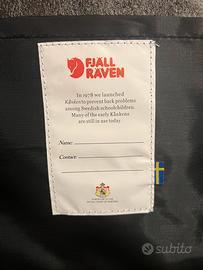 FJÄLL
RÄVEN
In 1978 we launched
Kånken to prevent back problems
among Swedish schoolchildren.
Many of the early Kånkens
are still in use today.
Name:
Contact:
subito